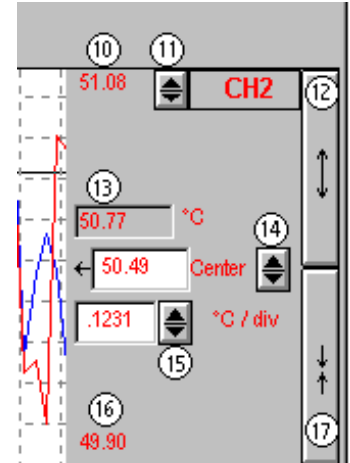 10 11
51.08 CH2 12
13
50.77 °C 14
← 50.49 Center
.1231 °C / div
15
16
49.90 17